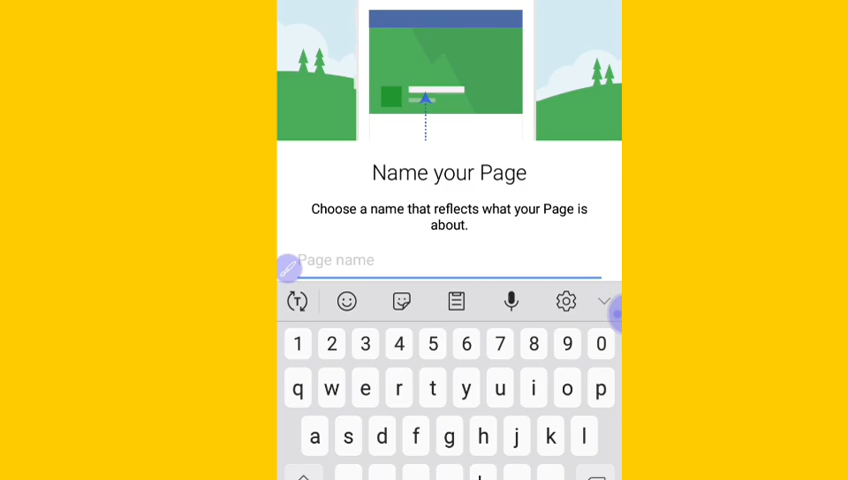 Name your Page
Choose a name that reflects what your Page is
about.
Page name
1 2 3 4 5 6 7 8 9 0
q w e r t y u i o p
a s d f g h j k l